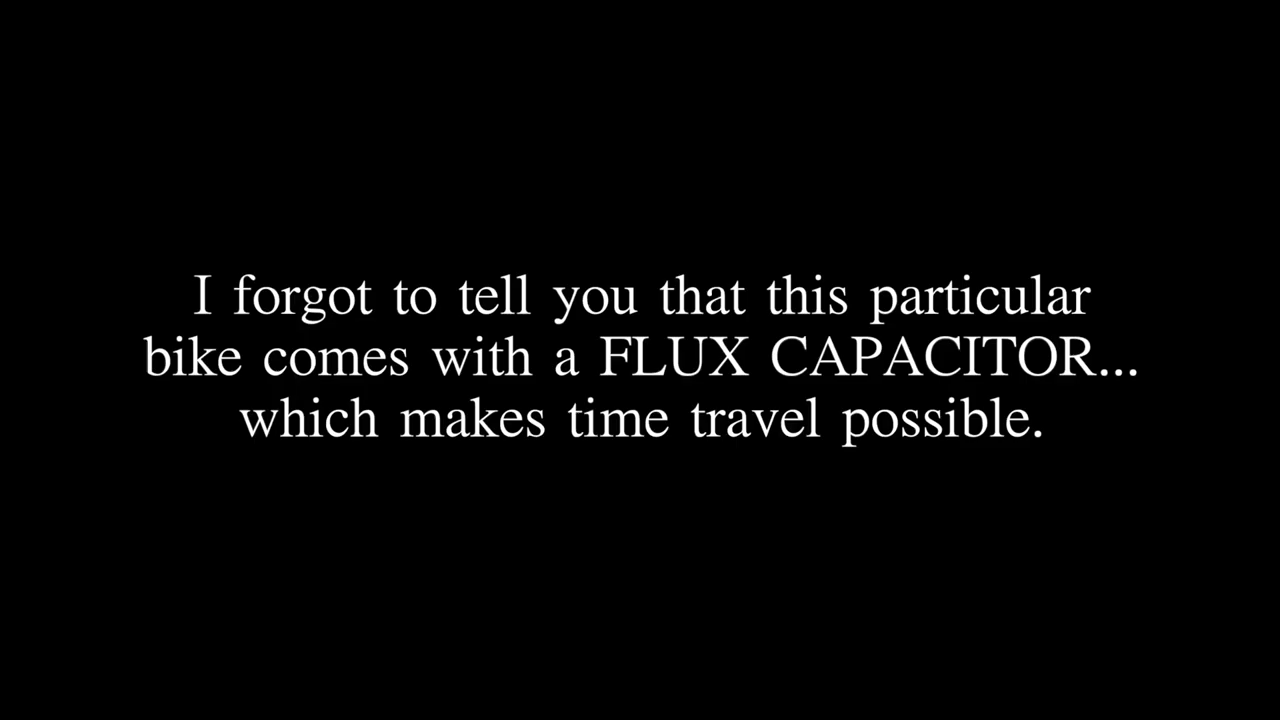 I forgot to tell you that this particular
bike comes with a FLUX CAPACITOR...
which makes time travel possible.